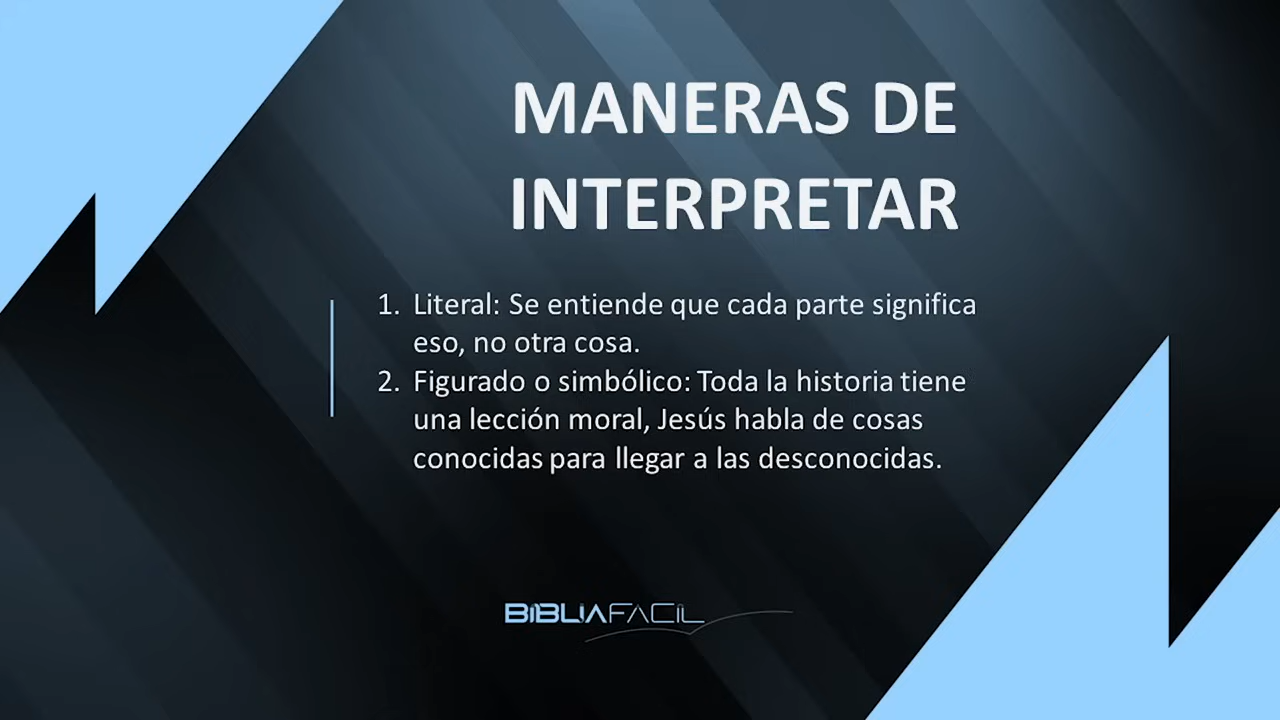 MANERAS DE
INTERPRETAR
1. Literal: Se entiende que cada parte significa
eso, no otra cosa.
2. Figurado o simbólico: Toda la historia tiene
una lección moral, Jesús habla de cosas
conocidas para llegar a las desconocidas.
BIBLIAFACIL